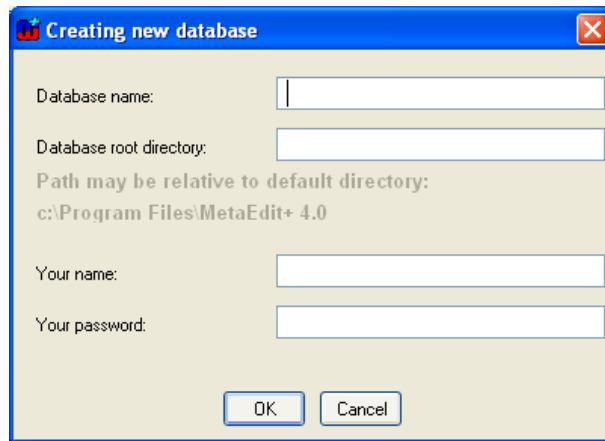 Creating new database
Database name:
Database root directory:
Path may be relative to default directory:
c:\Program Files\MetaEdit+ 4.0
Your name:
Your password:
OK Cancel